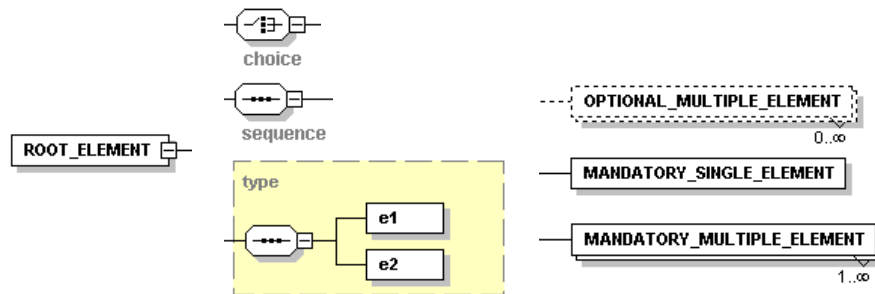 choice
sequence
ROOT_ELEMENT
type
e1
e2
OPTIONAL_MULTIPLE_ELEMENT
0..∞
MANDATORY_SINGLE_ELEMENT
MANDATORY_MULTIPLE_ELEMENT
1..∞